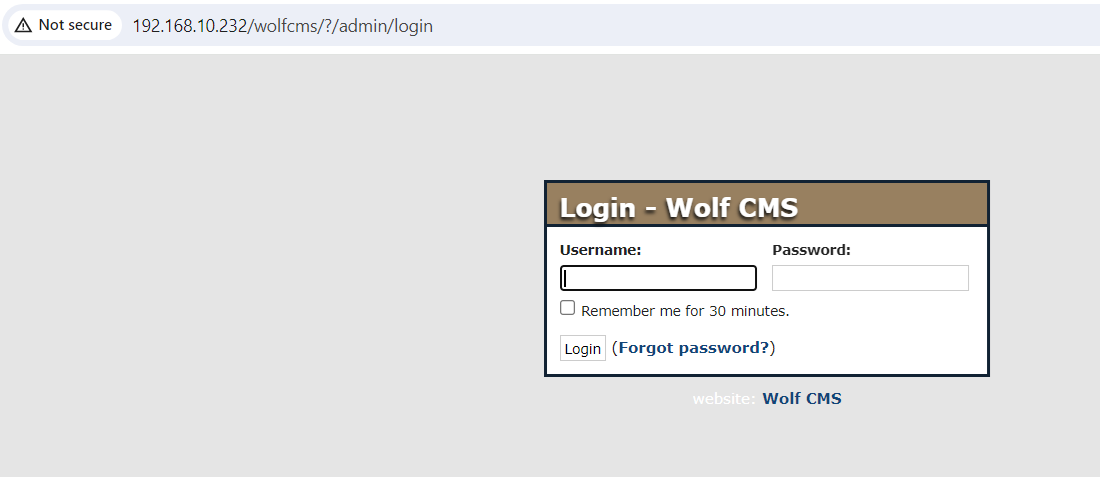 Not secure 192.168.10.232/wolfcms/?/admin/login
Login - Wolf CMS
Username: Password:
Remember me for 30 minutes.
Login (Forgot password?)
website: Wolf CMS